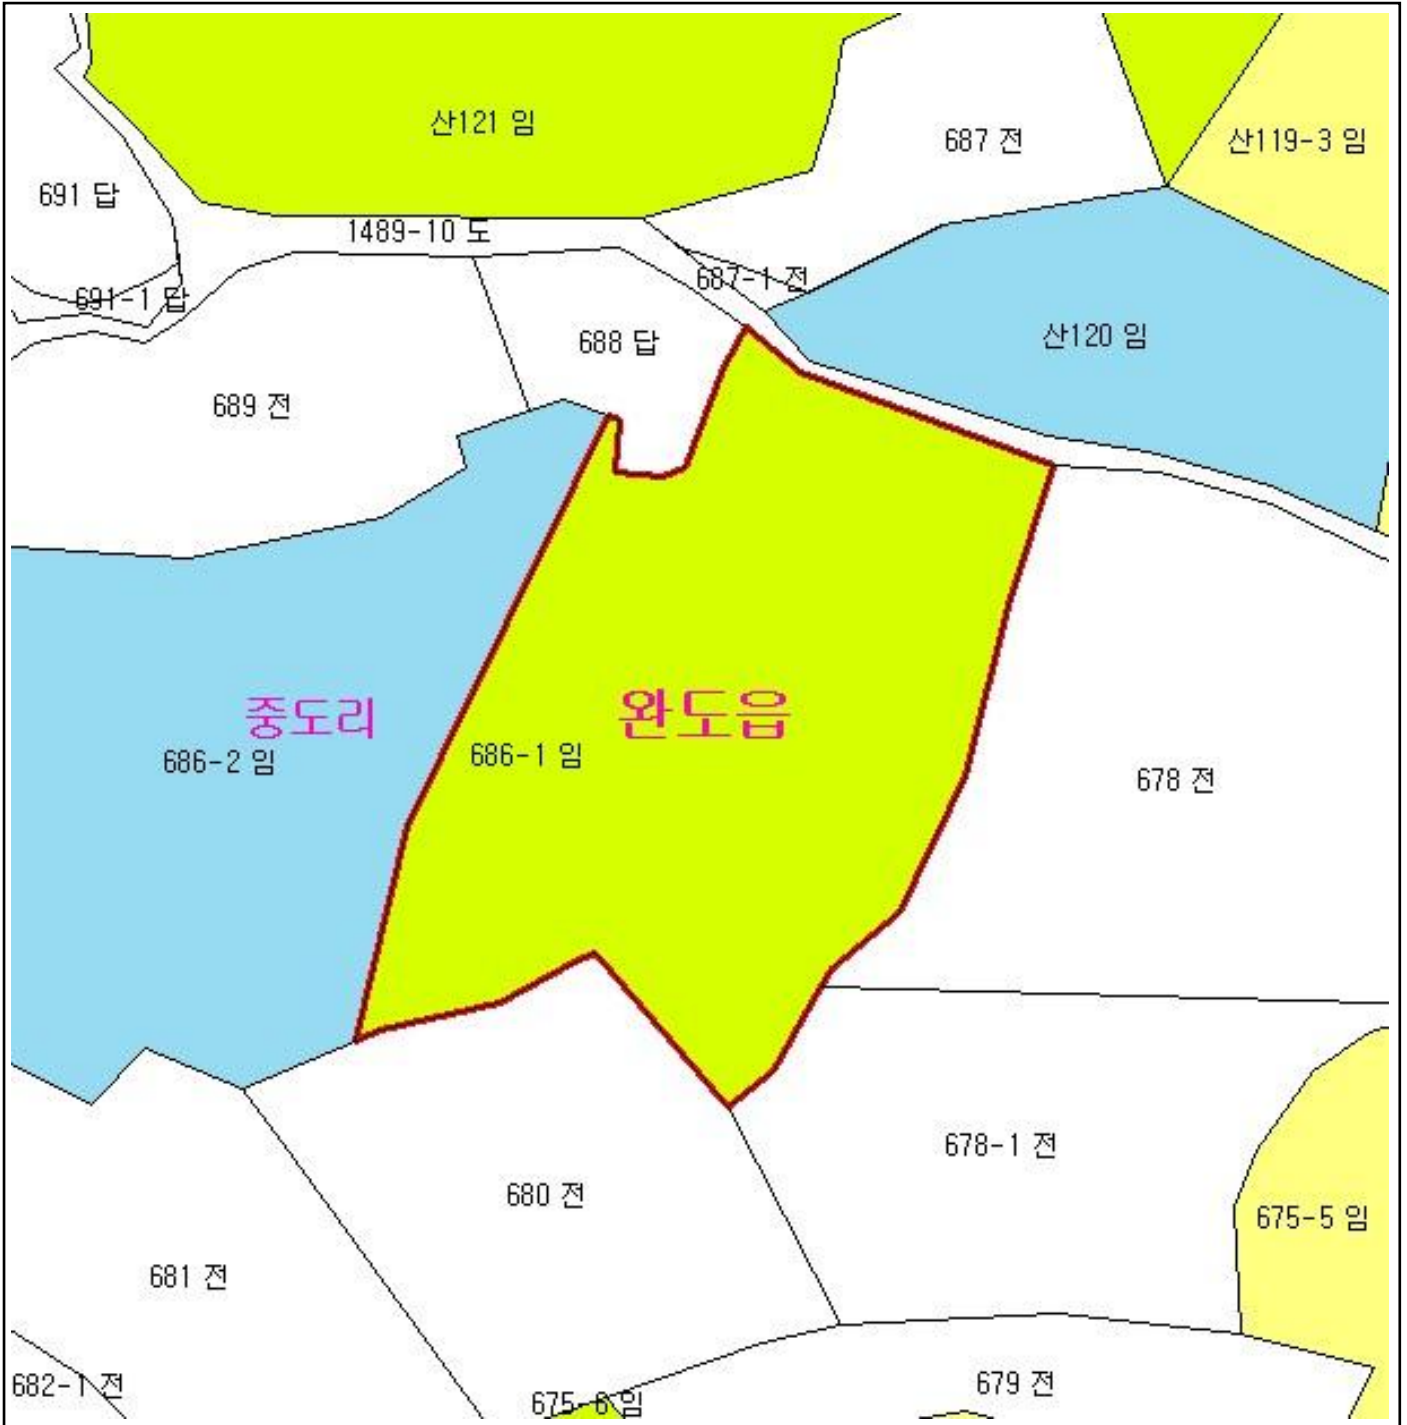 산121 임
687 전
산119-3 임
691 답
1489-10 도
687-1 전
691-1 답
688 답
산120 임
689 전
중도리
완도읍
686-2 임
686-1 임
678 전
678-1 전
680 전
675-5 임
681 전
682-1 전
675-6 임
679 전